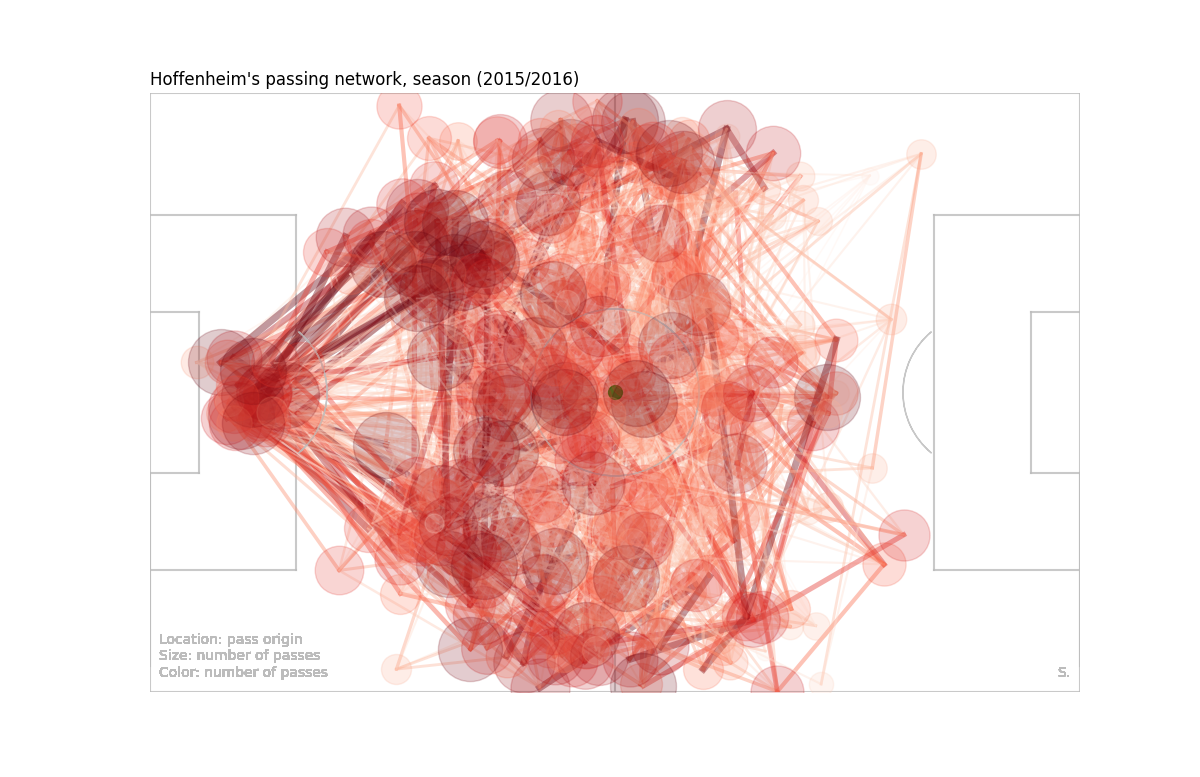 Hoffenheim's passing network, season (2015/2016)
Location: pass origin
Size: number of passes
Color: number of passes
S.